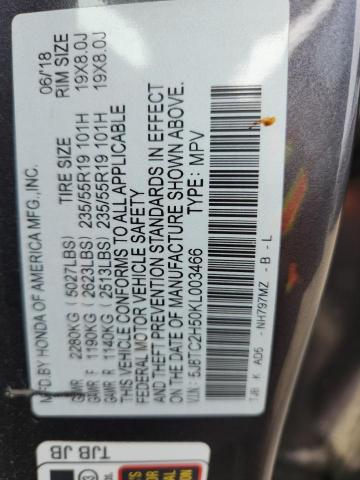 MFD. BY HONDA OF AMERICA MFG., INC. 06/18
TIRE SIZE RIM SIZE
GVWR 2280KG (5027LBS)
GAWR F 1190KG (2623LBS) 235/55R19 101H 19X8.0J
GAWR R 1140KG (2513LBS) 235/55R19 101H 19X8.0J
THIS VEHICLE CONFORMS TO ALL APPLICABLE
FEDERAL MOTOR VEHICLE SAFETY AND
THEFT PREVENTION STANDARDS IN EFFECT
ON THE DATE OF MANUFACTURE SHOWN ABOVE.
V.I.N.: 5J8TC2H50KL003466 TYPE: MPV
TJB K AD5 - NH797MZ - B - L
TJB JB